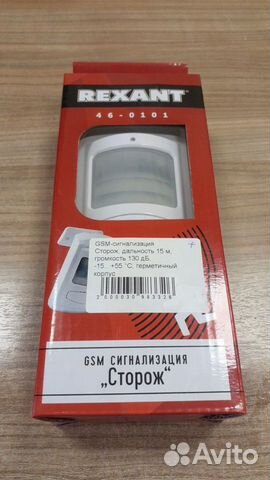 REXANT®
46-0101
GSM-сигнализация
Сторож, дальность 15 м,
громкость 130 дБ,
-15...+55 °С, герметичный
корпус
GSM СИГНАЛИЗАЦИЯ
„Сторож“
Avito